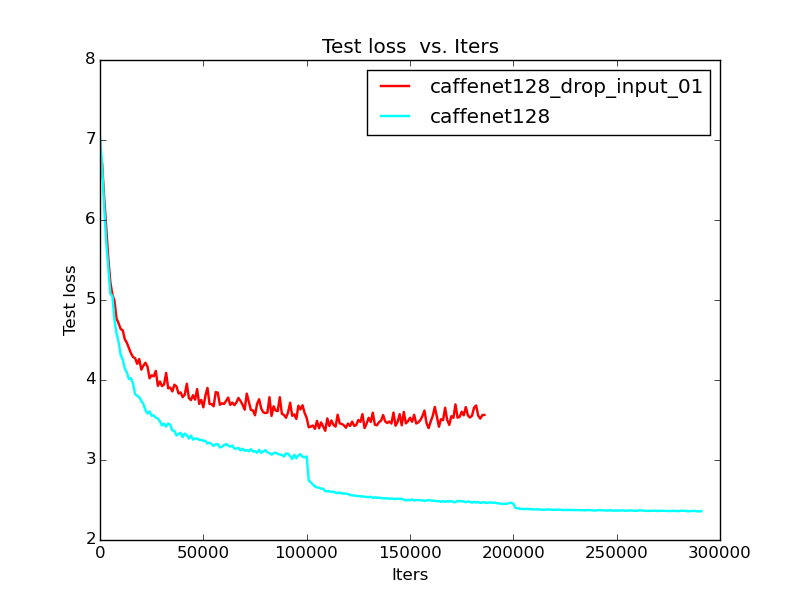 Test loss  vs. Iters
8
7
6
5
4
3
2
Test loss
caffenet128_drop_input_01
caffenet128
0 50000 100000 150000 200000 250000 300000
Iters